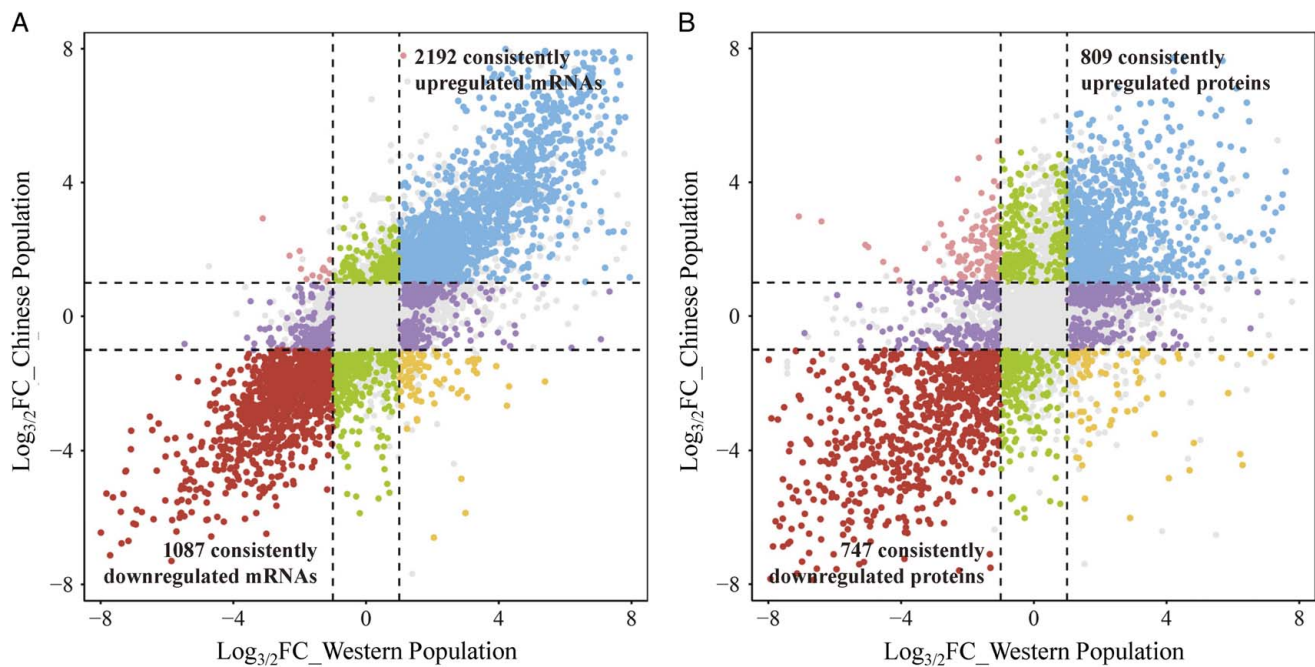 A
8
4
0
−4
−8
Log3/2FC_Chinese Population
2192 consistently
upregulated mRNAs
1087 consistently
downregulated mRNAs
−8
−4
0
4
8
Log3/2FC_Western Population
B
8
4
0
−4
−8
Log3/2FC_Chinese Population
809 consistently
upregulated proteins
747 consistently
downregulated proteins
−8
−4
0
4
8
Log3/2FC_Western Population